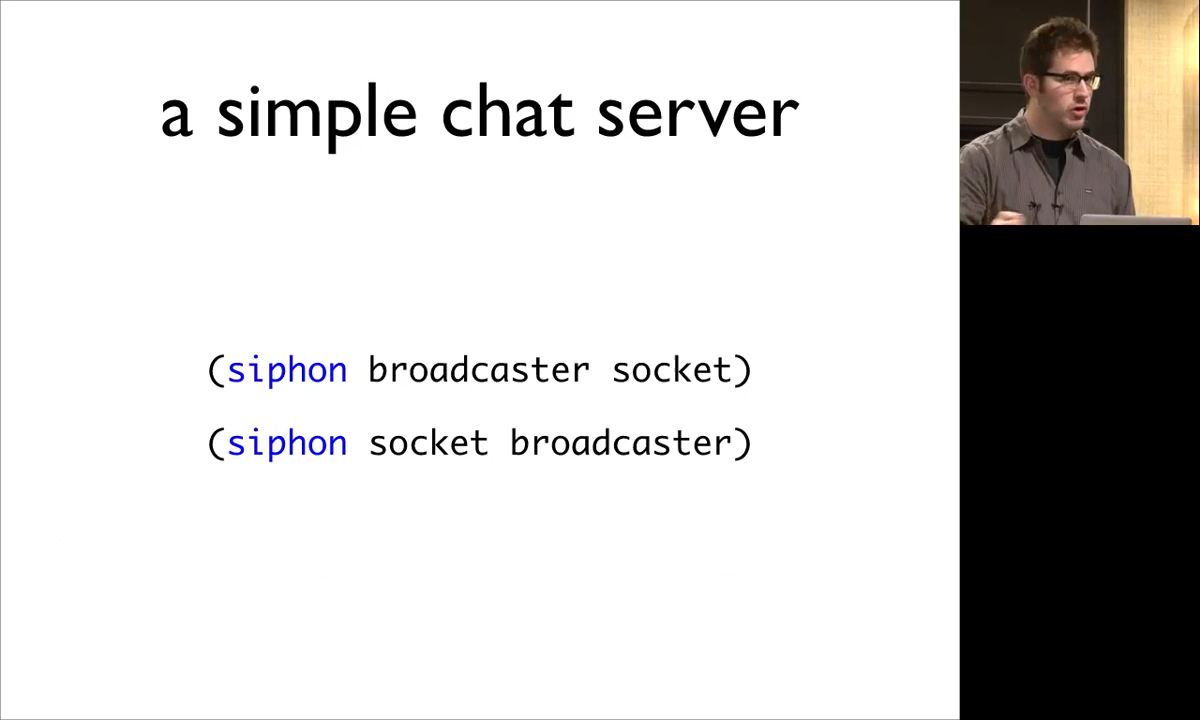 a simple chat server
(siphon broadcaster socket)
(siphon socket broadcaster)